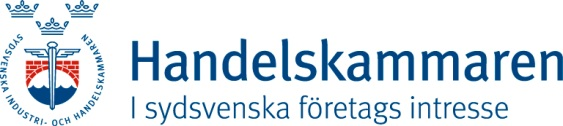 SYDSVENSKA INDUSTRI- OCH HANDELSKAMMAREN
Handelskammaren
I sydsvenska företags intresse